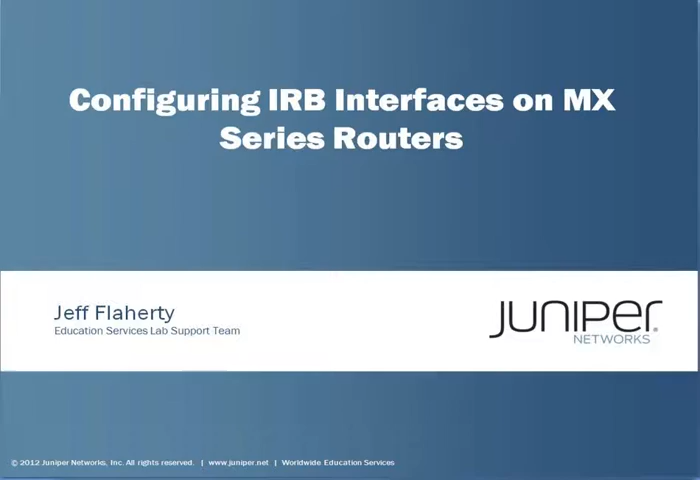 Configuring IRB Interfaces on MX
Series Routers
Jeff Flaherty
Education Services Lab Support Team
JUNIPER
NETWORKS
© 2012 Juniper Networks, Inc. All rights reserved. | www.juniper.net | Worldwide Education Services